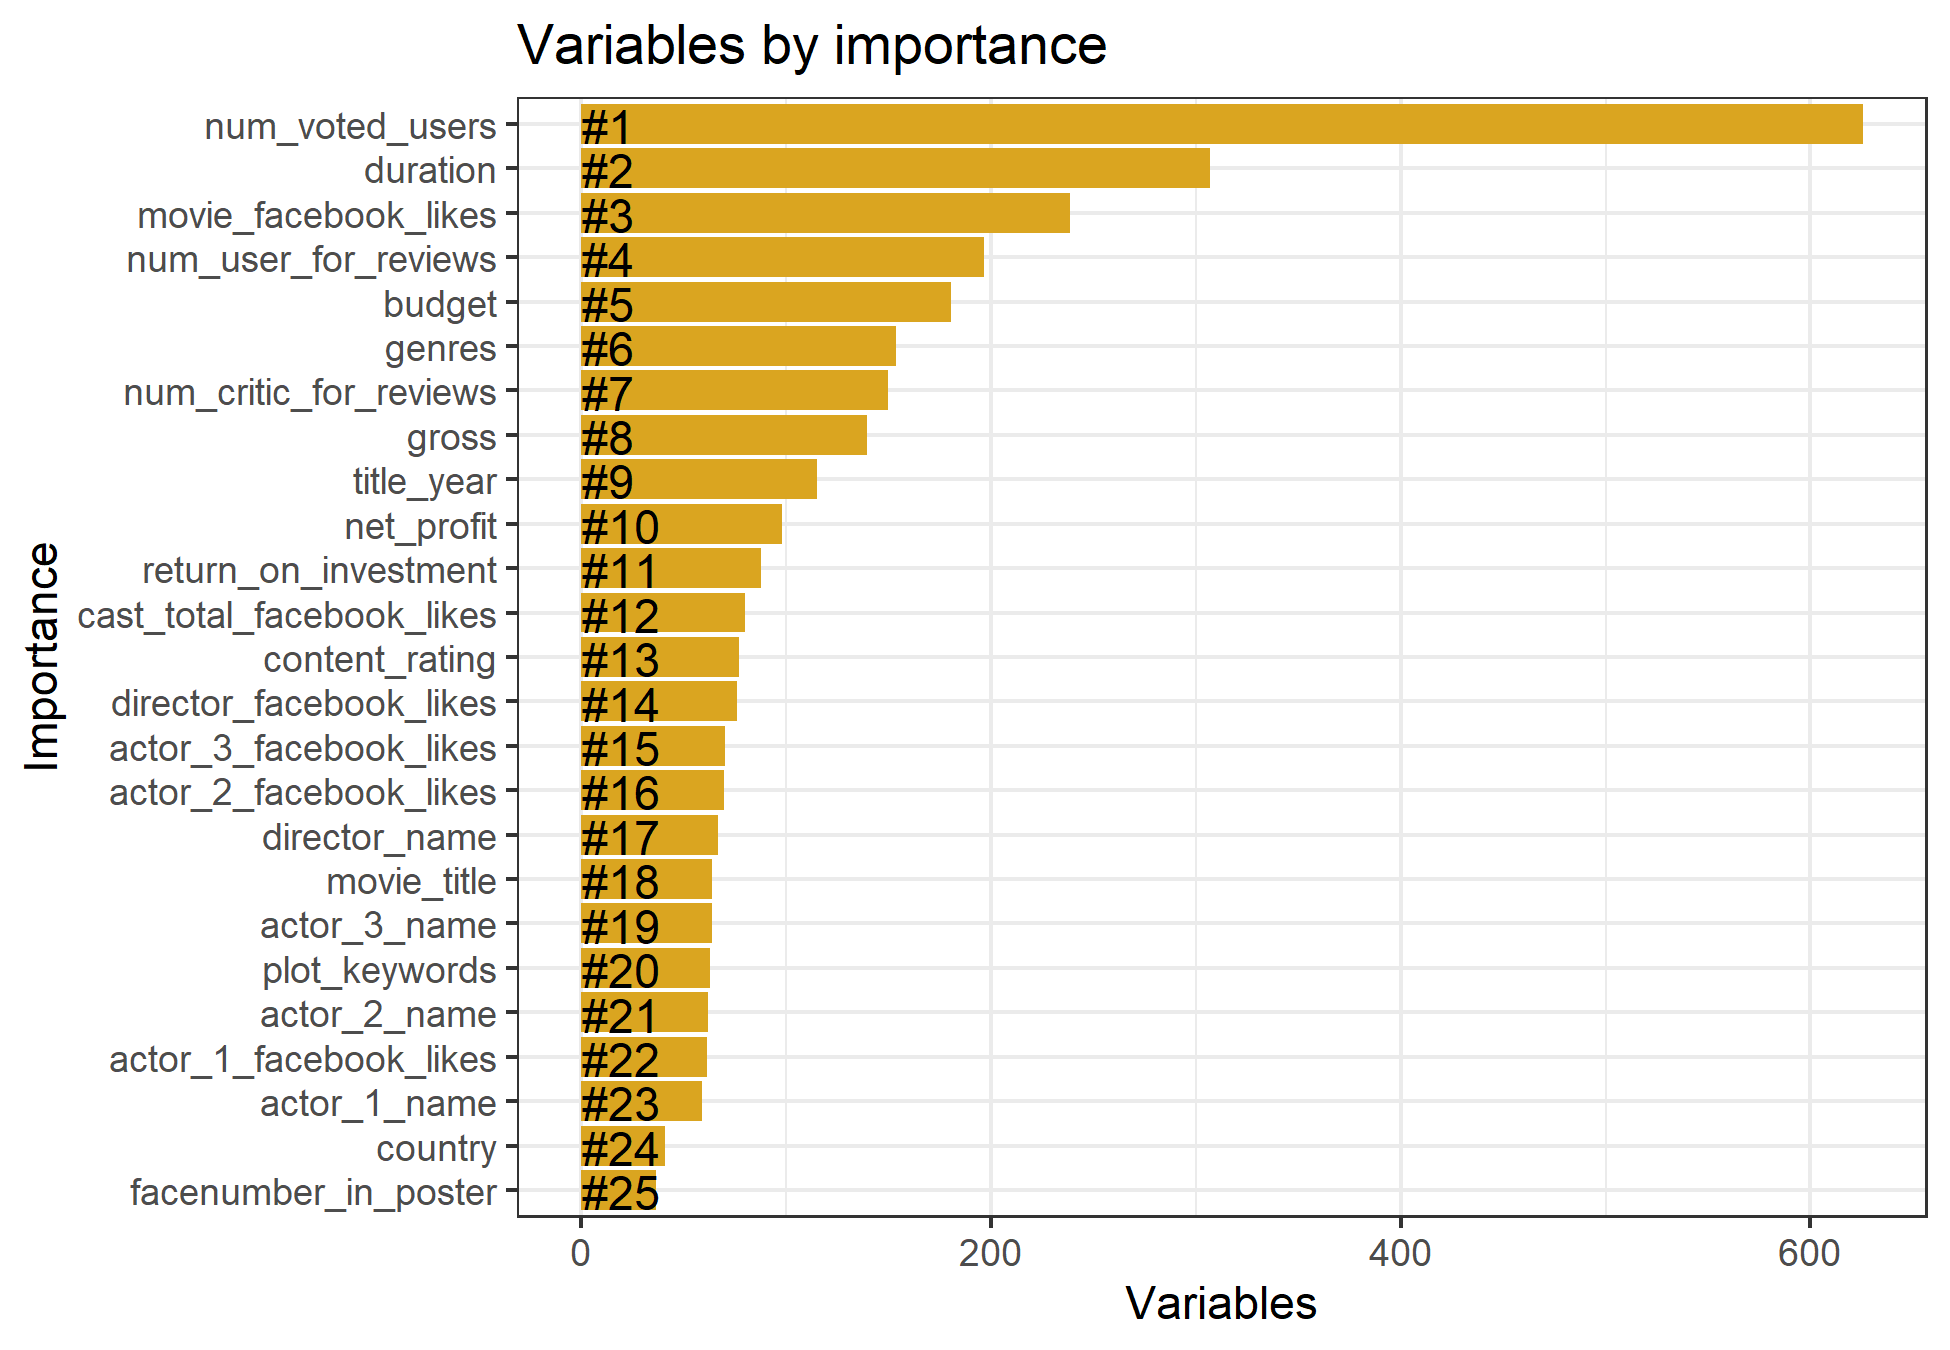 Variables by importance
num_voted_users #1
duration #2
movie_facebook_likes #3
num_user_for_reviews #4
budget #5
genres #6
num_critic_for_reviews #7
gross #8
title_year #9
net_profit #10
return_on_investment #11
cast_total_facebook_likes #12
content_rating #13
director_facebook_likes #14
actor_3_facebook_likes #15
actor_2_facebook_likes #16
director_name #17
movie_title #18
actor_3_name #19
plot_keywords #20
actor_2_name #21
actor_1_facebook_likes #22
actor_1_name #23
country #24
facenumber_in_poster #25
Importance
0 200 400 600
Variables